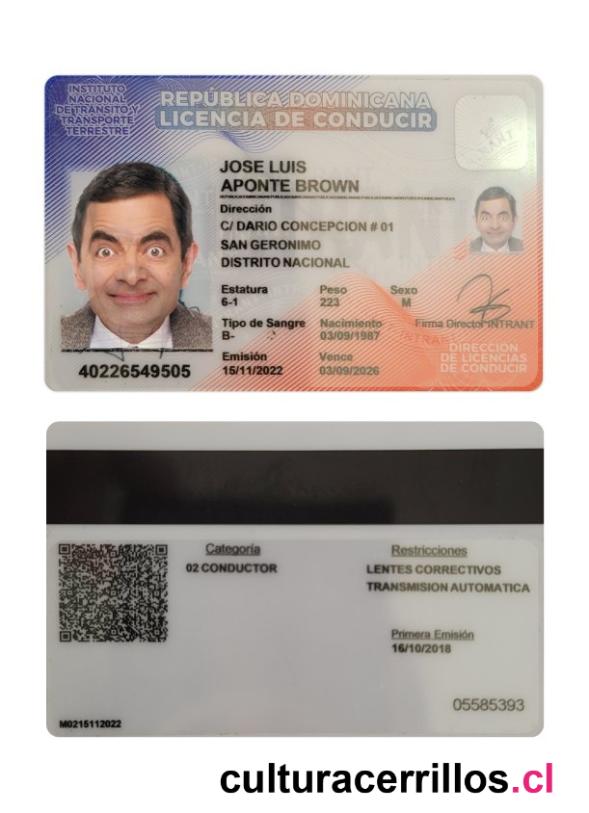 INSTITUTO
NACIONAL
DE TRÁNSITO Y
TRANSPORTE
TERRESTRE
REPÚBLICA DOMINICANA
LICENCIA DE CONDUCIR
JOSE LUIS
APONTE BROWN
Dirección
C/ DARIO CONCEPCION # 01
SAN GERONIMO
DISTRITO NACIONAL
Estatura Peso Sexo
6-1 223 M
Tipo de Sangre Nacimiento Firma Director INTRANT
B- 03/09/1987
Emisión Vence
15/11/2022 03/09/2026
40226549505
DIRECCIÓN
DE LICENCIAS
DE CONDUCIR
Categoría Restricciones
02 CONDUCTOR LENTES CORRECTIVOS
TRANSMISION AUTOMATICA
Primera Emisión
16/10/2018
05585393
M0215112022
culturacerrillos.cl